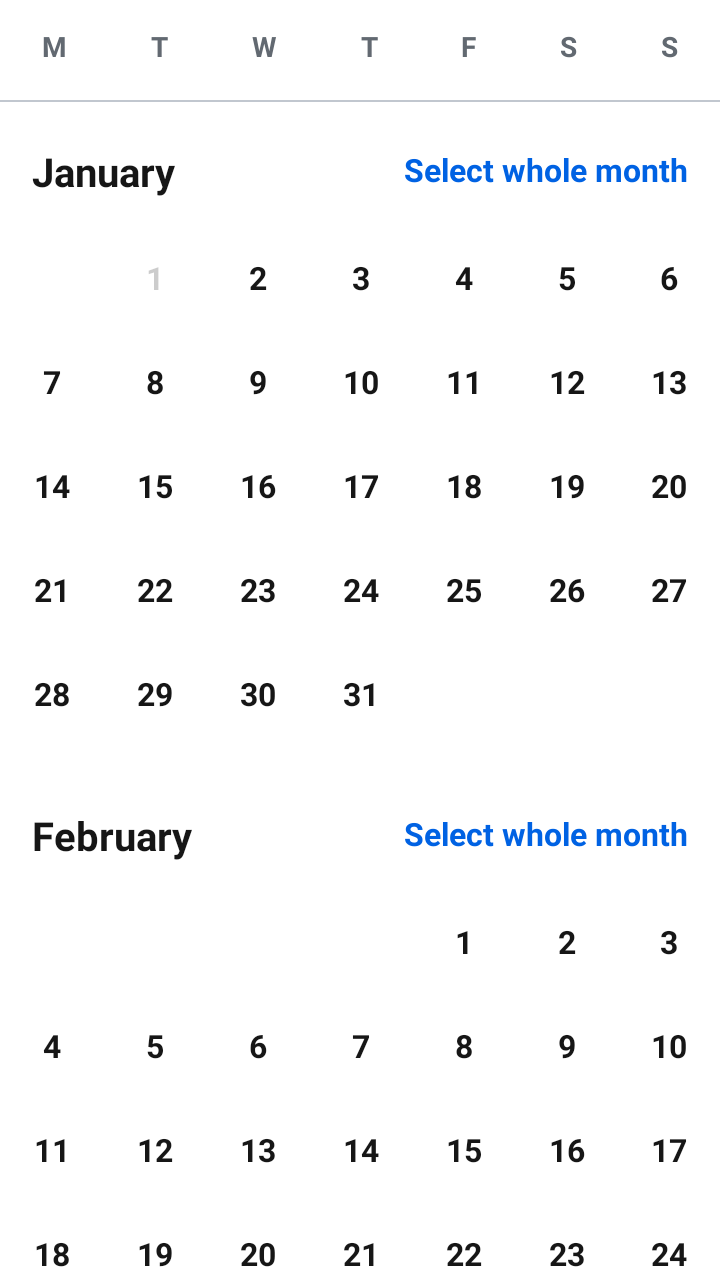 M T W T F S S
January Select whole month
1 2 3 4 5 6
7 8 9 10 11 12 13
14 15 16 17 18 19 20
21 22 23 24 25 26 27
28 29 30 31
February Select whole month
1 2 3
4 5 6 7 8 9 10
11 12 13 14 15 16 17
18 19 20 21 22 23 24